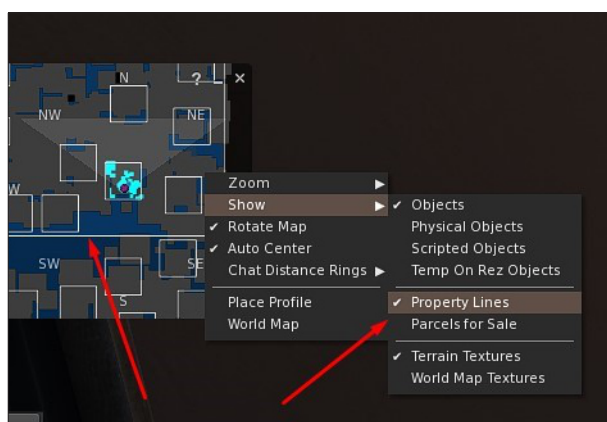 N
? _ ×
NW
NE
W
SW
SE
S
Zoom ▶
Show ▶
✓ Rotate Map
✓ Auto Center
Chat Distance Rings ▶
Place Profile
World Map
✓ Objects
Physical Objects
Scripted Objects
Temp On Rez Objects
✓ Property Lines
Parcels for Sale
✓ Terrain Textures
World Map Textures